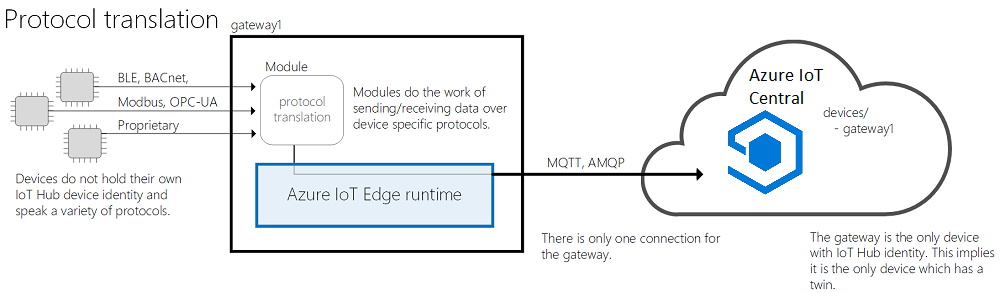 Protocol translation
gateway1
BLE, BACnet,
Modbus, OPC-UA
Proprietary
Devices do not hold their own
IoT Hub device identity and
speak a variety of protocols.
Module
protocol
translation
Modules do the work of
sending/receiving data over
device specific protocols.
Azure IoT Edge runtime
MQTT, AMQP
There is only one connection for
the gateway.
Azure IoT
Central
devices/
- gateway1
The gateway is the only device
with IoT Hub identity. This implies
it is the only device which has a
twin.